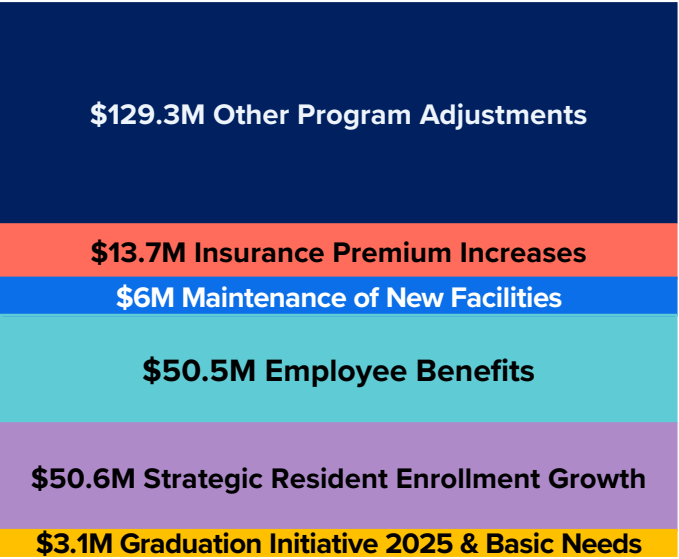 $129.3M Other Program Adjustments
$13.7M Insurance Premium Increases
$6M Maintenance of New Facilities
$50.5M Employee Benefits
$50.6M Strategic Resident Enrollment Growth
$3.1M Graduation Initiative 2025 & Basic Needs